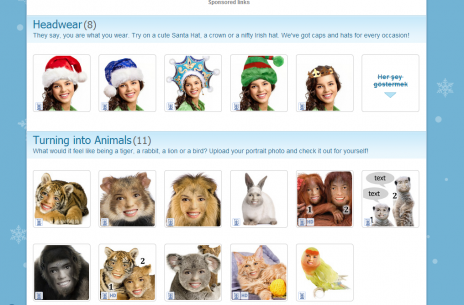 Sponsored links
Headwear(8)
They say, you are what you wear. Try on a cute Santa Hat, a crown or a nifty Irish hat. We've got caps and hats for every occasion!
Her şey
göstermek
Turning into Animals(11)
What would it feel like being a tiger, a rabbit, a lion or a bird? Upload your portrait photo and check it out for yourself!
text
text
1
2
1
2
HD
2
1
HD
HD